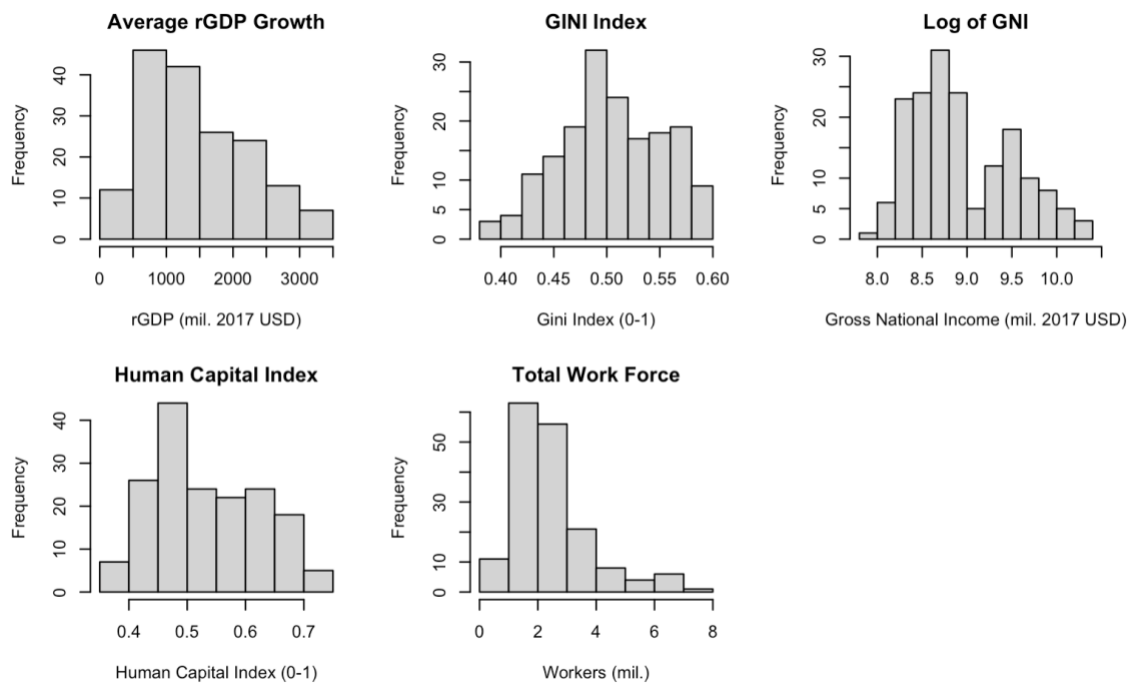 Average rGDP Growth
Frequency
0 10 20 30 40
0 1000 2000 3000
rGDP (mil. 2017 USD)
GINI Index
Frequency
0 5 10 20 30
0.40 0.45 0.50 0.55 0.60
Gini Index (0-1)
Log of GNI
Frequency
0 5 10 20 30
8.0 8.5 9.0 9.5 10.0
Gross National Income (mil. 2017 USD)
Human Capital Index
Frequency
0 10 20 30 40
0.4 0.5 0.6 0.7
Human Capital Index (0-1)
Total Work Force
Frequency
0 10 30 50
0 2 4 6 8
Workers (mil.)